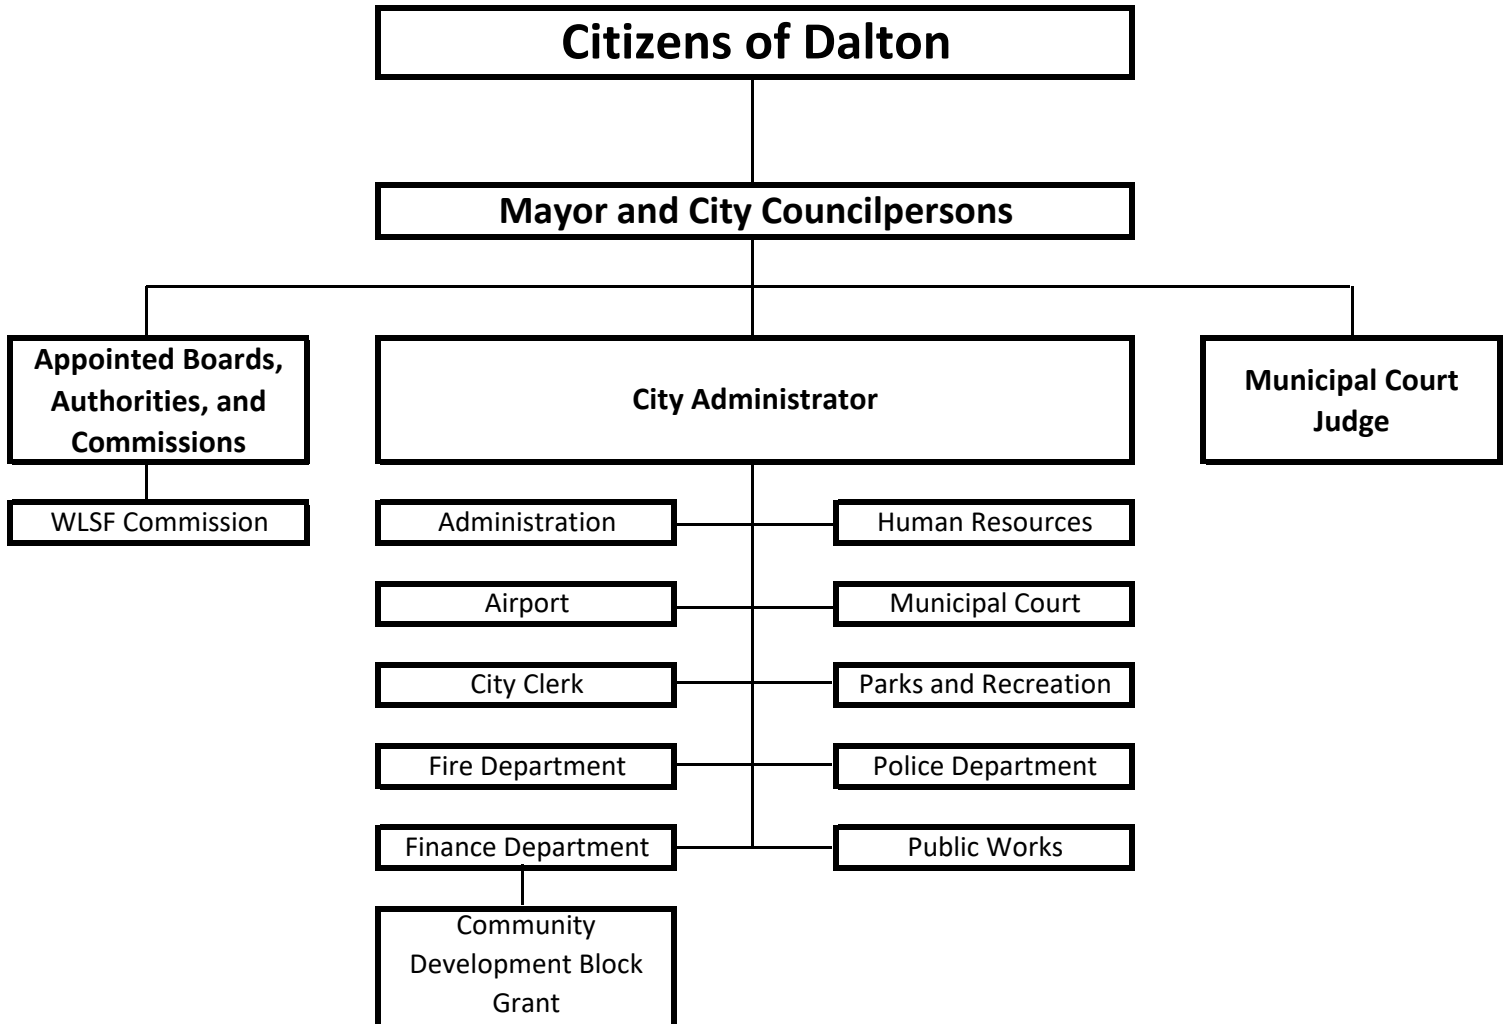 Citizens of Dalton
Mayor and City Councilpersons
Appointed Boards,
Authorities, and
Commissions
City Administrator
Municipal Court
Judge
WLSF Commission
Administration
Human Resources
Airport
Municipal Court
City Clerk
Parks and Recreation
Fire Department
Police Department
Finance Department
Public Works
Community
Development Block
Grant